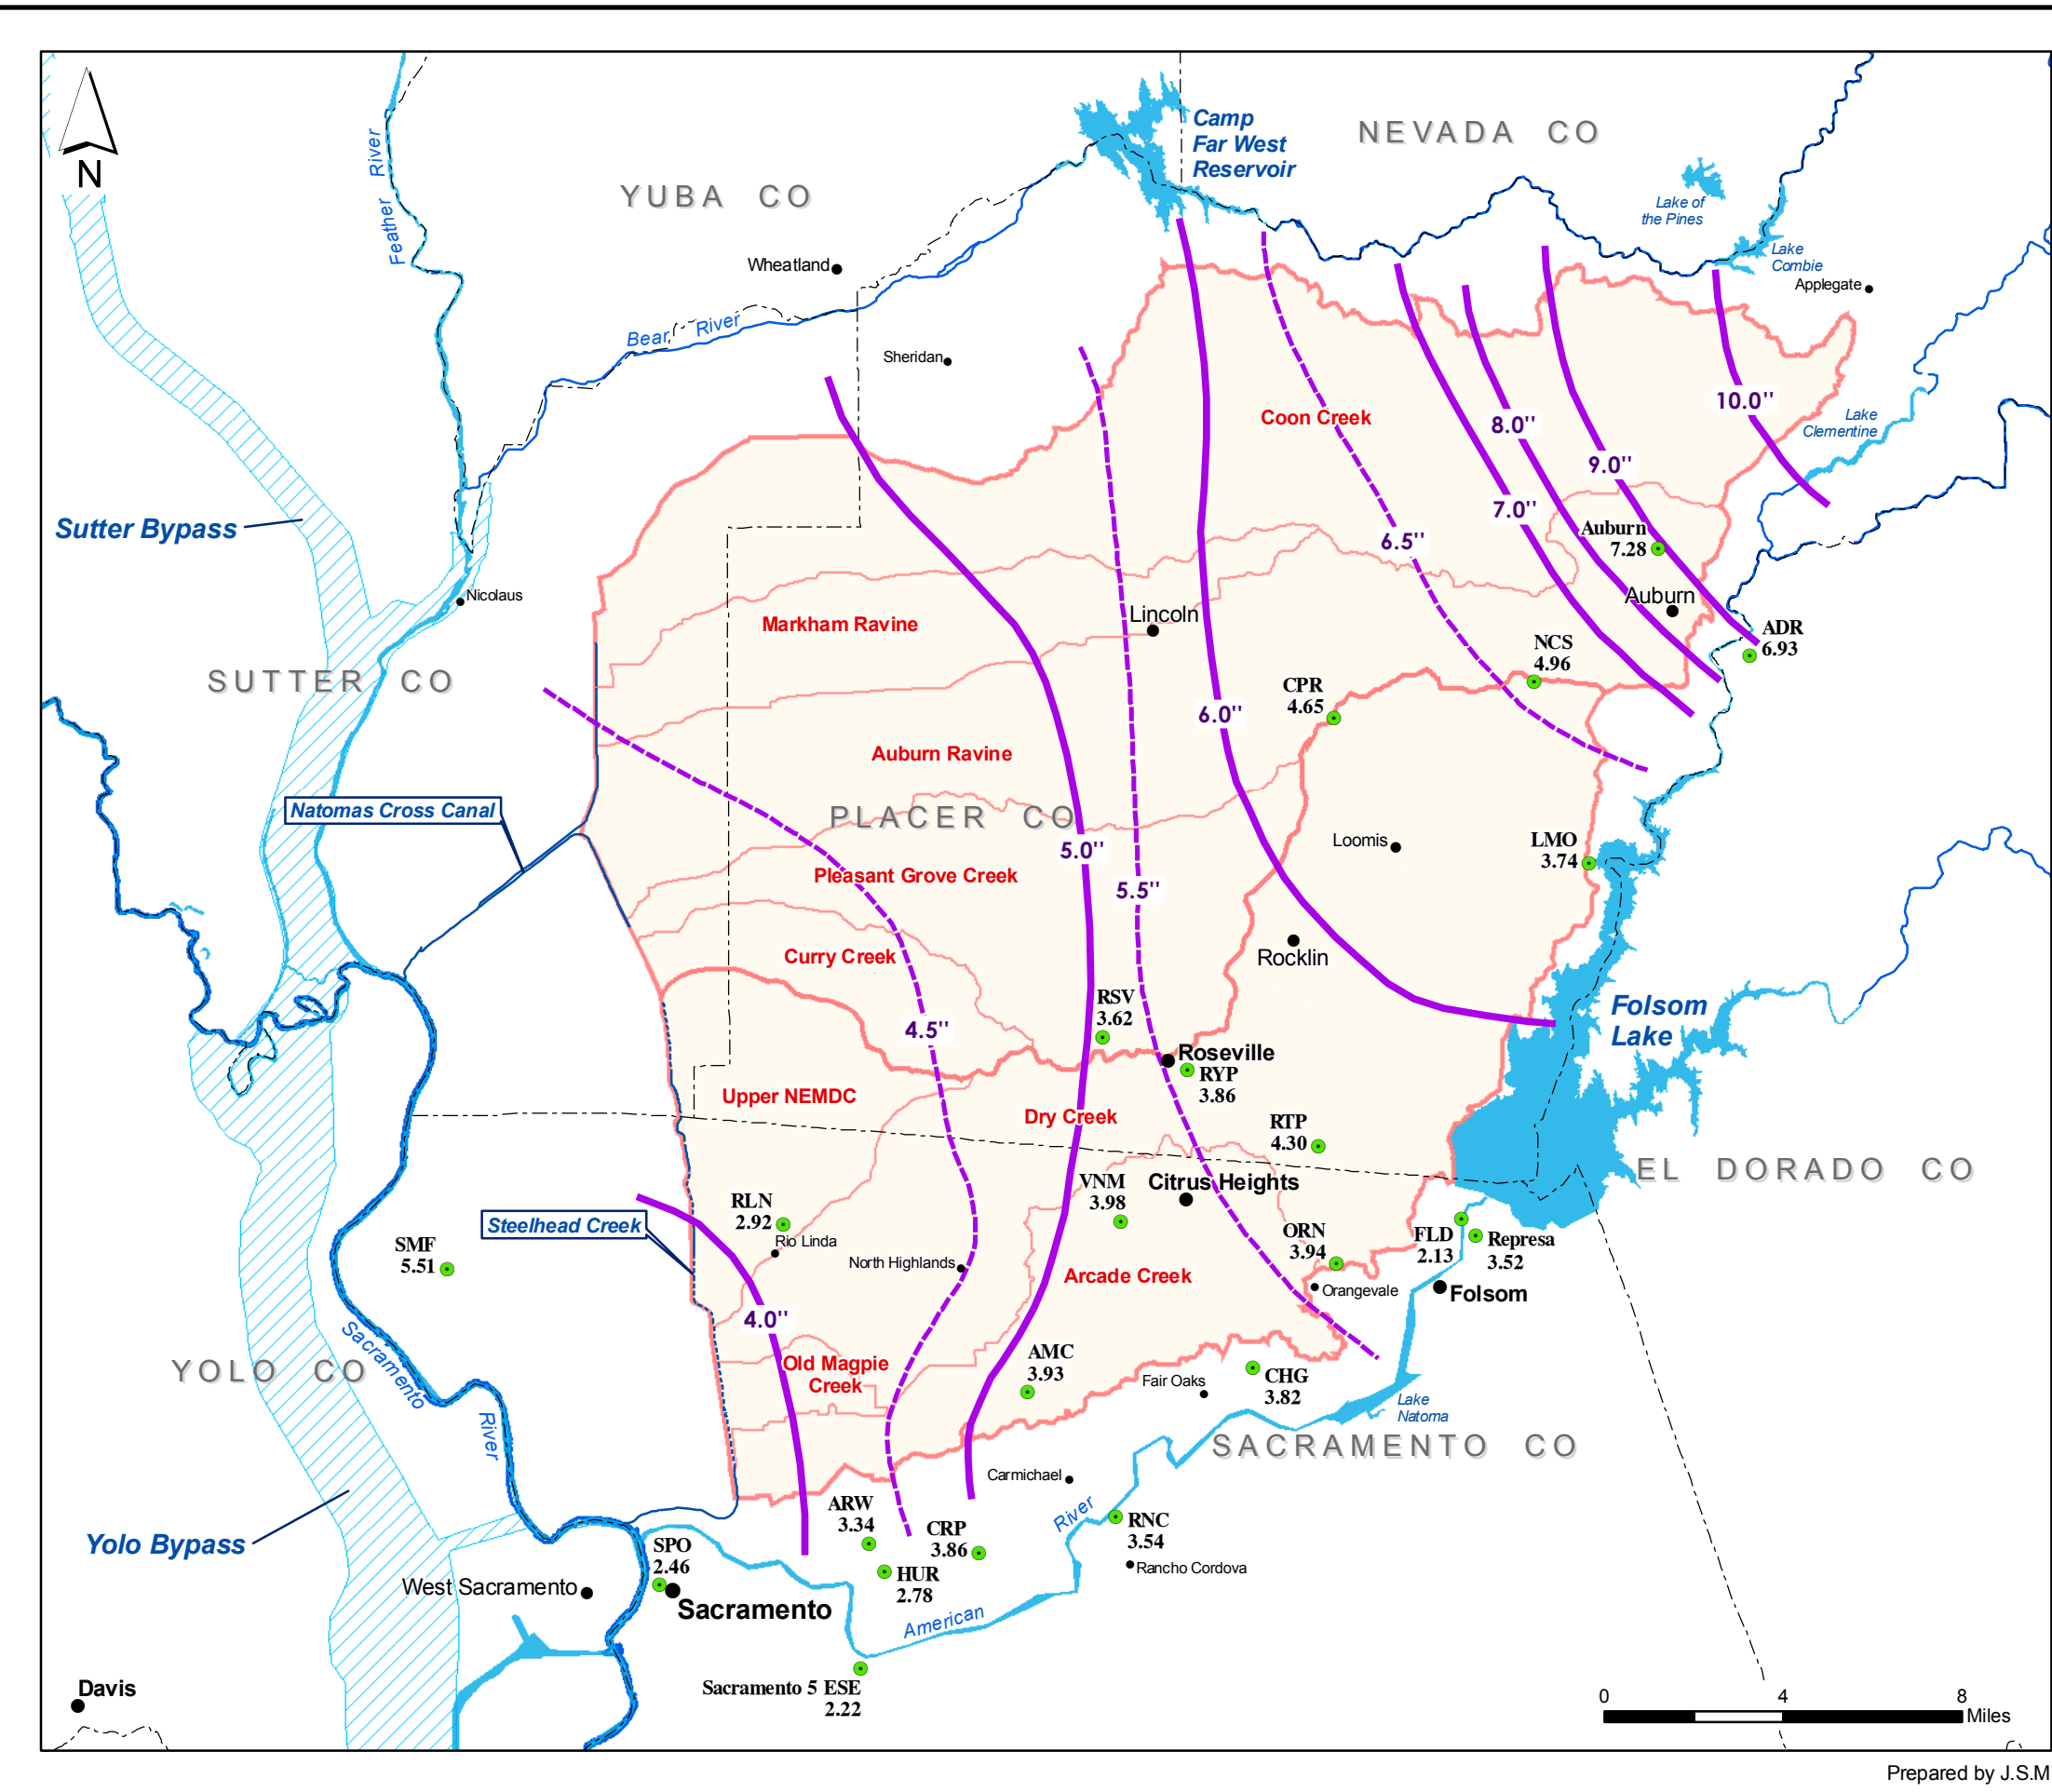 N
Camp
Far West
Reservoir
NEVADA CO
YUBA CO
Feather River
Lake of
the Pines
Lake
Combie
Applegate
Wheatland
Bear River
Sheridan
10.0"
Coon Creek
8.0"
Lake
Clementine
9.0"
7.0"
Sutter Bypass
Auburn
7.28
6.5"
Nicolaus
Auburn
Lincoln
Markham Ravine
ADR
6.93
NCS
4.96
SUTTER CO
CPR
4.65
6.0"
Auburn Ravine
Natomas Cross Canal
PLACER CO
Loomis
LMO
3.74
5.0"
Pleasant Grove Creek
5.5"
Curry Creek
Rocklin
RSV
3.62
Folsom
Lake
4.5"
Roseville
RYP
3.86
Upper NEMDC
Dry Creek
RTP
4.30
EL DORADO CO
VNM
3.98
Citrus Heights
RLN
2.92
Steelhead Creek
Rio Linda
SMF
5.51
North Highlands
ORN
3.94
FLD
2.13
Represa
3.52
Arcade Creek
Orangevale
Folsom
4.0"
Sacramento River
YOLO CO
Old Magpie
Creek
AMC
3.93
Fair Oaks
CHG
3.82
Lake
Natoma
SACRAMENTO CO
Carmichael
ARW
3.34
CRP
3.86
River
RNC
3.54
Rancho Cordova
Yolo Bypass
SPO
2.46
HUR
2.78
West Sacramento
Sacramento
American
Sacramento 5 ESE
2.22
Davis
0 4 8
Miles
Prepared by J.S.M